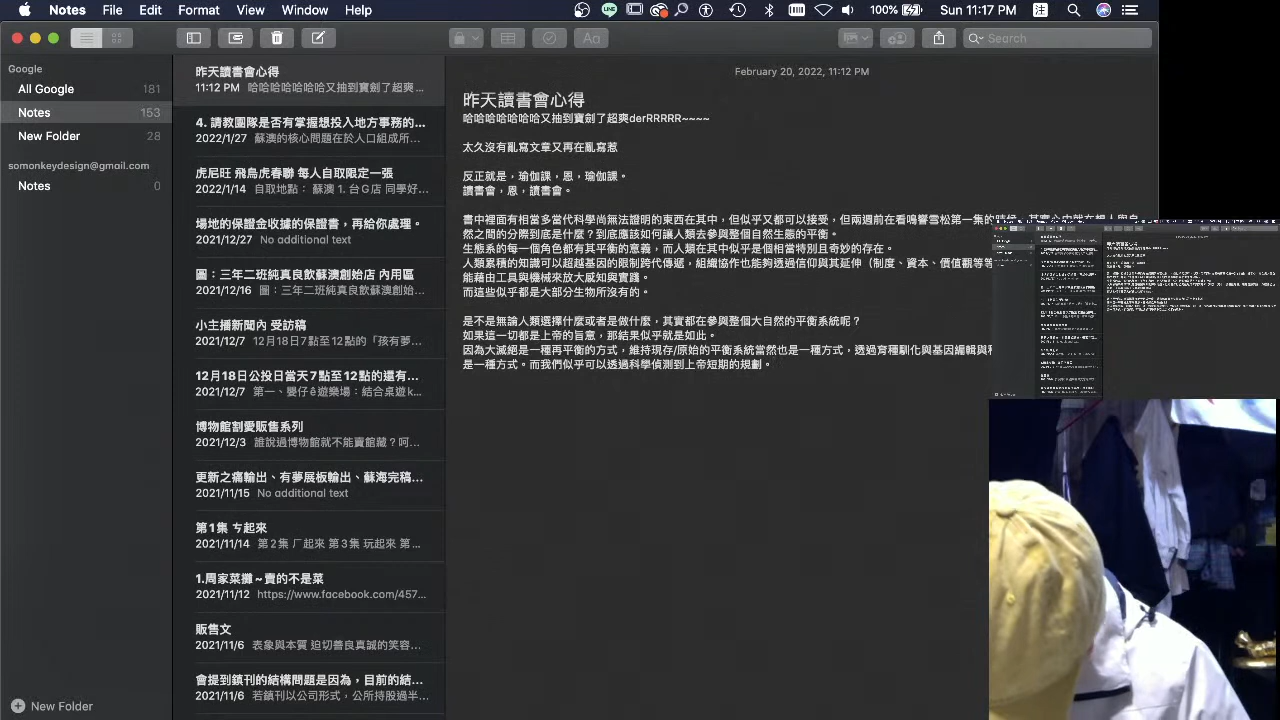 Notes File Edit Format View Window Help
100% Sun 11:17 PM 注
Search
Google
All Google 181
Notes 153
New Folder 28
somonkeydesign@gmail.com
Notes 0
New Folder
昨天讀書會心得
11:12 PM 哈哈哈哈哈哈又抽到寶劍了超爽…
4. 請教團隊是否有掌握想投入地方事務的…
2022/1/27 蘇澳的核心問題在於人口組成所…
虎尼旺 飛虎虎春聯 每人自取限定一張
2022/1/14 自取地點： 蘇澳 1. 台G店 同學好…
場地的保證金收據的保證書，再給你處理。
2021/12/27 No additional text
圖：三年二班純真的歡蘇澳創作街 內用區
2021/12/16 圖：三年二班純真的歡蘇澳創…
小主播新聞內 受訪稿
2021/12/7 12月18日7點至12點的「孩有夢…
12月18日公投日當天7點至12點的還有…
2021/12/7 第一、嬰仔e遊樂場：結合桌遊k…
博物館割愛販售系列
2021/12/3 誰說過博物館就不能賣館藏？呵…
更新之痛輸出、有夢展板輸出、蘇海完稿…
2021/11/15 No additional text
第1集 ㄘ起來
2021/11/14 第2集 ㄏ起來 第3集 玩起來 第…
1.周家菜攤~賣的不是菜
2021/11/12 https://www.facebook.com/457…
販售文
2021/11/6 表象與本質 迫切善良真誠的笑容…
會提到鎮刊的結構問題是因為，目前的結…
2021/11/6 若鎮刊以公司形式，公所持股過半…
February 20, 2022, 11:12 PM
昨天讀書會心得
哈哈哈哈哈哈哈又抽到寶劍了超爽derRRRRR~~~~
太久沒有亂寫文章又再在亂寫惹
反正就是，瑜伽課，恩，瑜伽課。
讀書會，恩，讀書會。
書中裡面有相當多當代科學尚無法證明的東西在其中，但似乎又都可以接受，但兩週前在看鳴響雪松第一集的時候，其實心中就在想人與自
然之間的分際到底是什麼？到底應該如何讓人類去參與整個自然生態的平衡。
生態系的每一個角色都有其平衡的意義，而人類在其中似乎是個相當特別且奇妙的存在。
人類累積的知識可以超越基因的限制跨代傳遞，組織協作也能夠透過信仰與其延伸（制度、資本、價值觀等等
能藉由工具與機械來放大感知與實踐。
而這些似乎都是大部分生物所沒有的。
是不是無論人類選擇什麼或者是做什麼，其實都在參與整個大自然的平衡系統呢？
如果這一切都是上帝的旨意，那結果似乎就是如此。
因為大滅絕是一種再平衡的方式，維持現存/原始的平衡系統當然也是一種方式，透過育種馴化與基因編輯與
是一種方式。而我們似乎可以透過科學偵測到上帝短期的規劃。